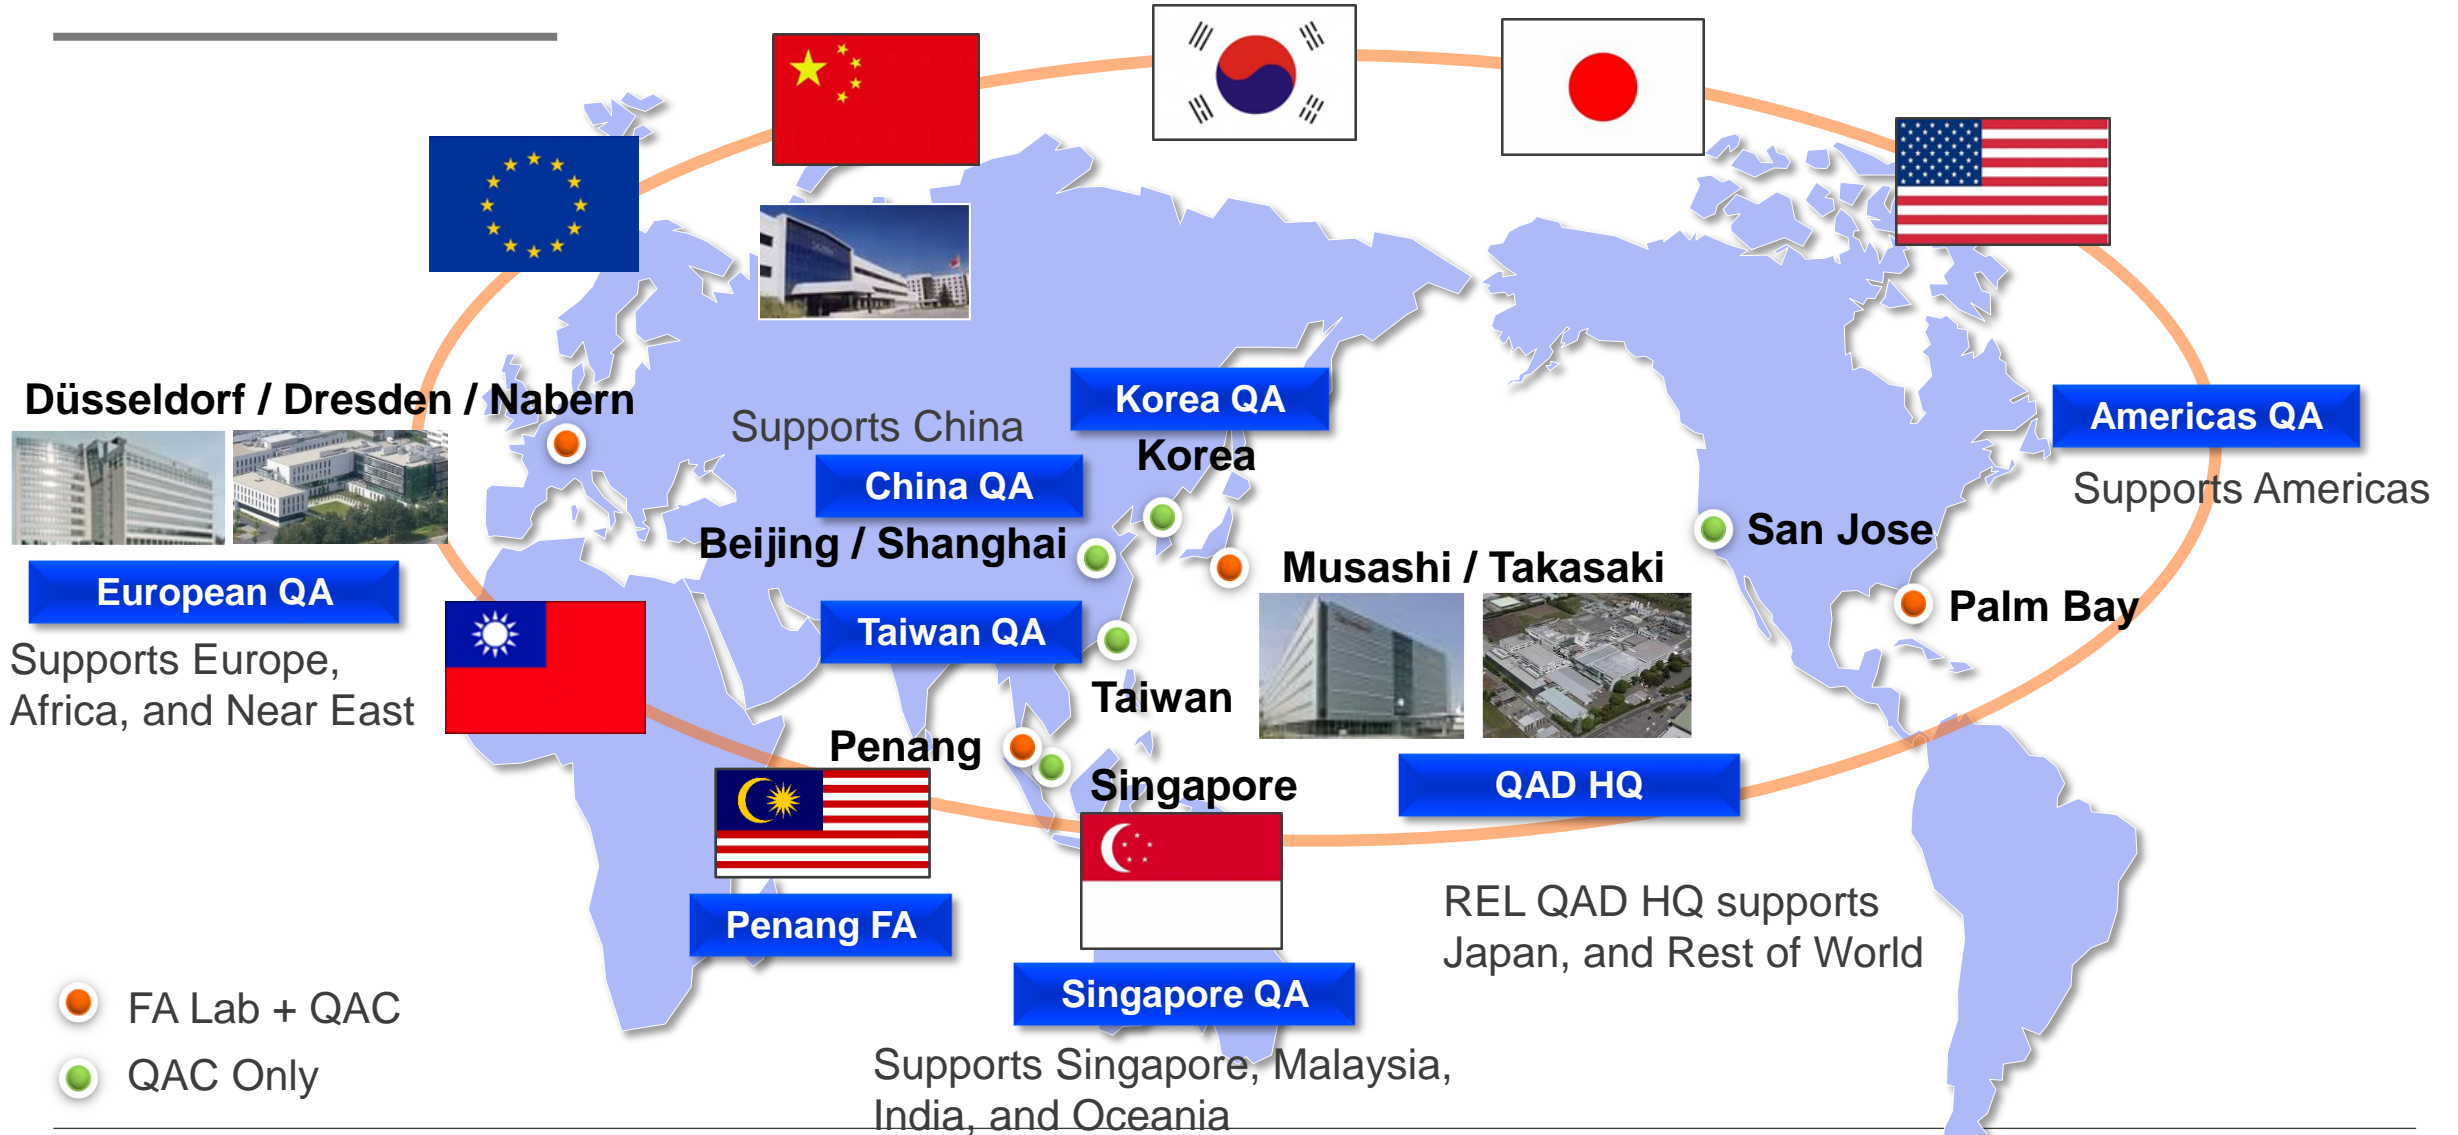 Düsseldorf / Dresden / Nabern
European QA
Supports Europe,
Africa, and Near East
Supports China
China QA
Beijing / Shanghai
Korea QA
Korea
Taiwan QA
Taiwan
Musashi / Takasaki
QAD HQ
REL QAD HQ supports
Japan, and Rest of World
Americas QA
Supports Americas
San Jose
Palm Bay
Penang
Penang FA
Singapore
Singapore QA
Supports Singapore, Malaysia,
India, and Oceania
FA Lab + QAC
QAC Only